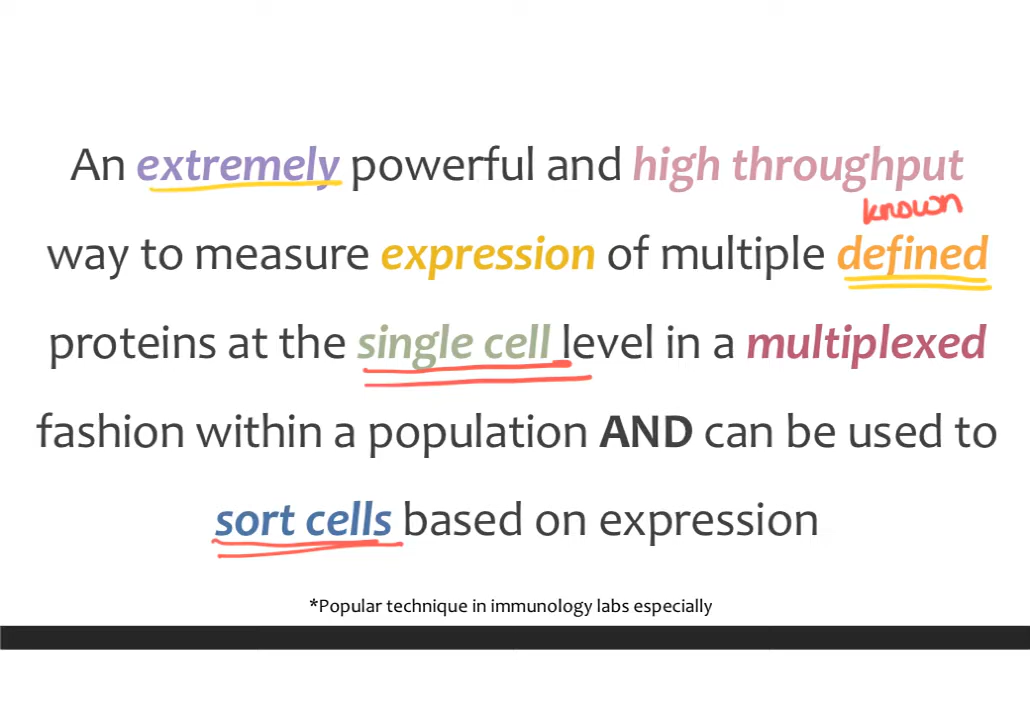 An extremely powerful and high throughput
known
way to measure expression of multiple defined
proteins at the single cell level in a multiplexed
fashion within a population AND can be used to
sort cells based on expression
*Popular technique in immunology labs especially